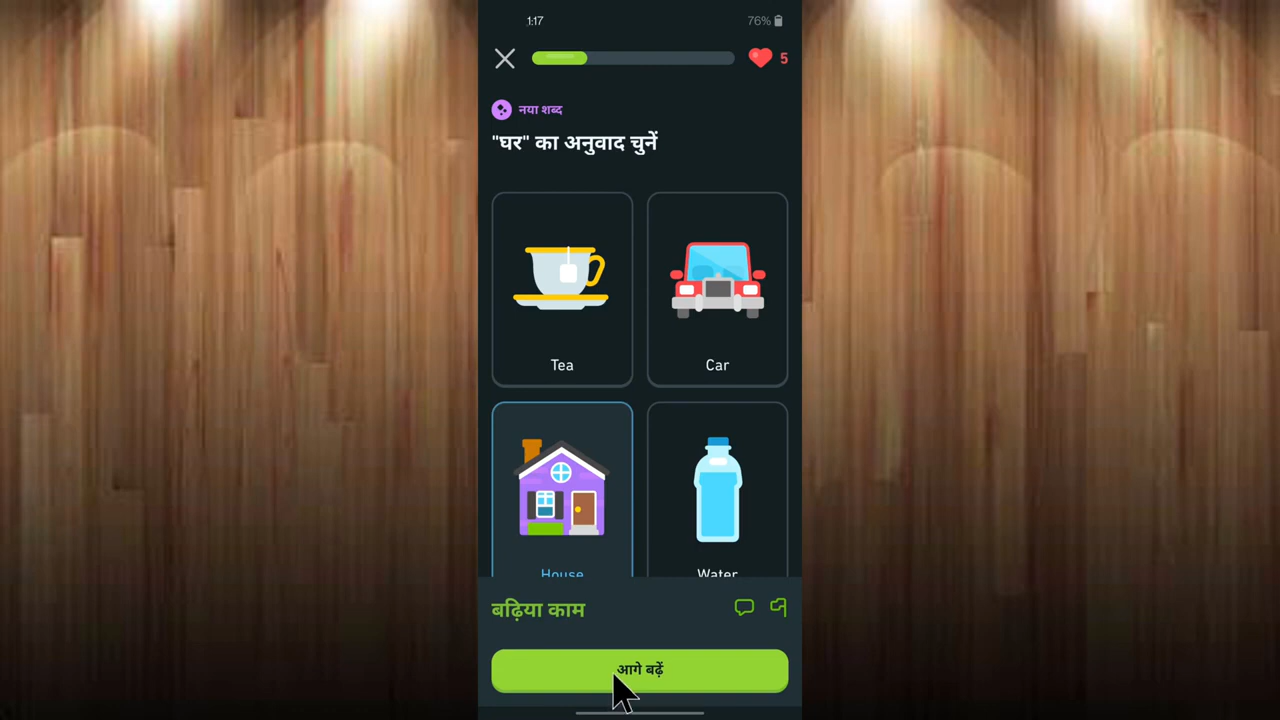 1:17
76%
5
नया शब्द
"घर" का अनुवाद चुनें
Tea
Car
House
Water
बढ़िया काम
आगे बढ़ें